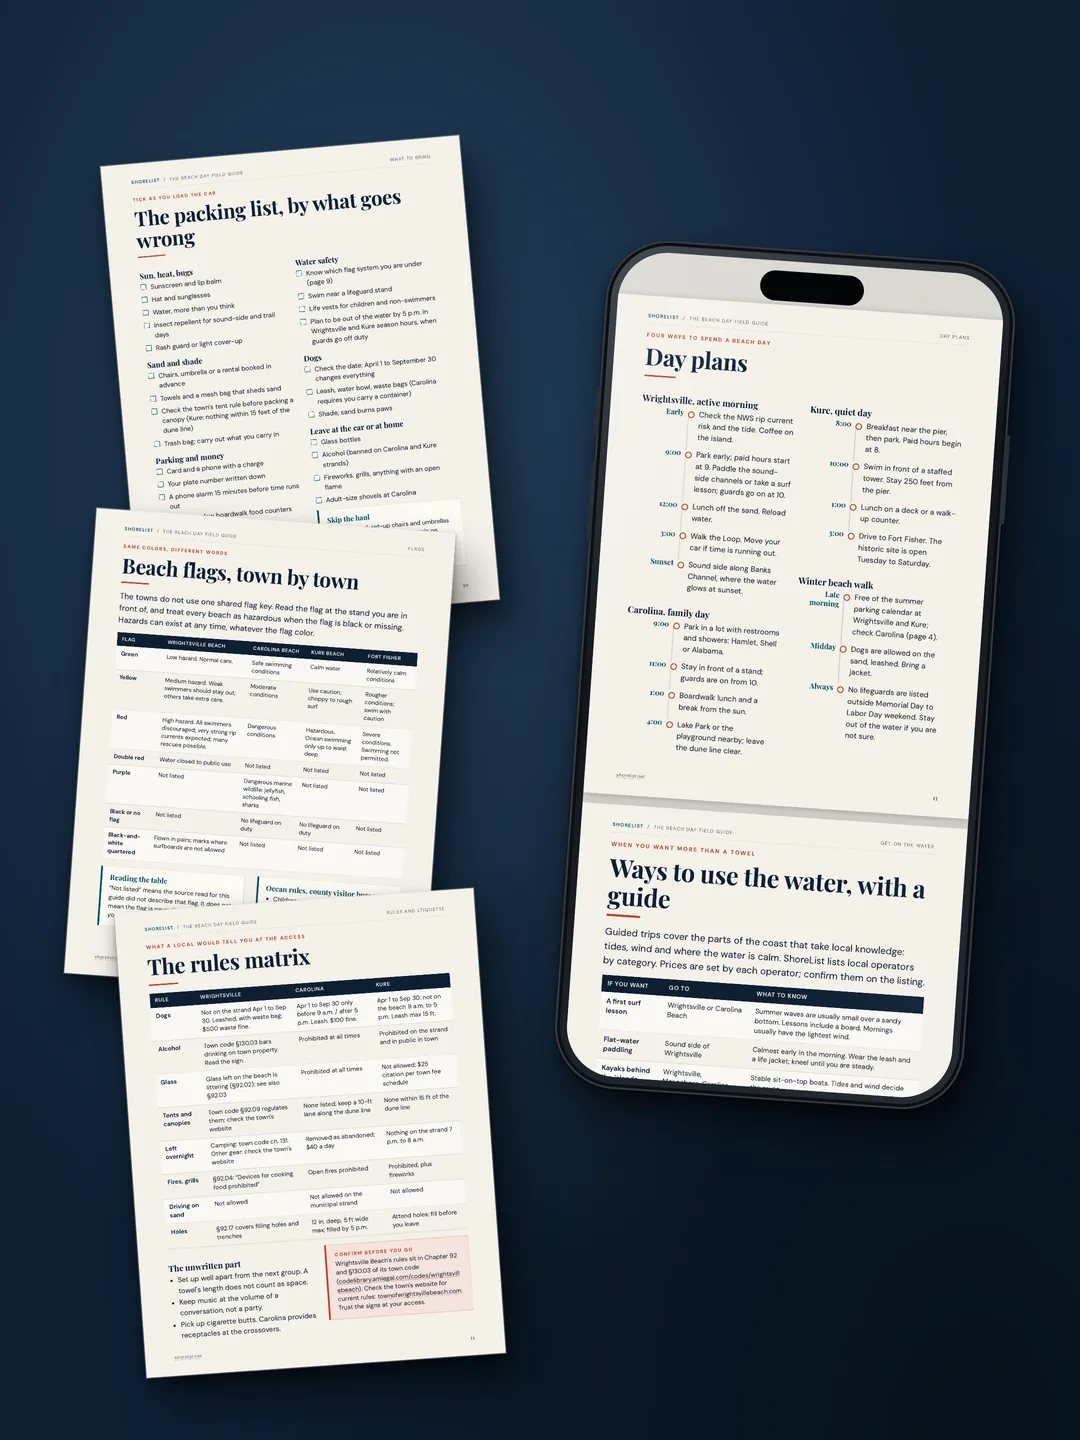 SHORELIST / THE BEACH DAY FIELD GUIDE
WHAT TO BRING
TICK AS YOU LOAD THE CAR
The packing list, by what goes
wrong
Sun, heat, bugs
Sunscreen and lip balm
Hat and sunglasses
Water, more than you think
Insect repellent for sound-side and trail
days
Rash guard or light cover-up
Sand and shade
Chairs, umbrella or a rental booked in
advance
Towels and a mesh bag that sheds sand
Check the town's tent rule before packing a
canopy (Kure: nothing within 15 feet of the
dune line)
Trash bag; carry out what you carry in
Parking and money
Card and a phone with a charge
Your plate number written down
A phone alarm 15 minutes before time runs
out
boardwalk food counters
Water safety
Know which flag system you are under
(page 9)
Swim near a lifeguard stand
Life vests for children and non-swimmers
Plan to be out of the water by 5 p.m. in
Wrightsville and Kure season hours, when
guards go off duty
Dogs
Check the date: April 1 to September 30
changes everything
Leash, water bowl, waste bags (Carolina
requires you carry a container)
Shade; sand burns paws
Leave at the car or at home
Glass bottles
Alcohol (banned on Carolina and Kure
strands)
Fireworks, grills, anything with an open
flame
Adult-size shovels at Carolina
Skip the haul
chairs and umbrellas
SHORELIST / THE BEACH DAY FIELD GUIDE
FLAGS
SAME COLORS, DIFFERENT WORDS
Beach flags, town by town
The towns do not use one shared flag key. Read the flag at the stand you are in
front of, and treat every beach as hazardous when the flag is black or missing.
Hazards can exist at any time, whatever the flag color.
FLAG WRIGHTSVILLE BEACH CAROLINA BEACH KURE BEACH FORT FISHER
Green
Low hazard. Normal care.
Safe swimming
conditions
Calm water
Relatively calm
conditions
Yellow
Medium hazard. Weak
swimmers should stay out;
others take extra care.
Moderate
conditions
Use caution;
choppy to rough
surf
Rougher
conditions;
swim with
caution
Red
High hazard. All swimmers
discouraged; very strong rip
currents expected; many
rescues possible.
Dangerous
conditions
Hazardous.
Ocean swimming
only up to waist
deep.
Severe
conditions.
Swimming not
permitted.
Double red
Water closed to public use
Not listed
Not listed
Not listed
Purple
Not listed
Dangerous marine
wildlife: jellyfish,
schooling fish,
sharks
Not listed
Not listed
Black or no
flag
Not listed
No lifeguard on
duty
No lifeguard on
duty
Not listed
Black-and-
white
quartered
Flown in pairs; marks where
surfboards are not allowed
Not listed
Not listed
Not listed
Reading the table
"Not listed" means the source read for this
guide did not describe that flag. It does not
mean the flag is
Ocean rules, county visitor
SHORELIST / THE BEACH DAY FIELD GUIDE
RULES AND ETIQUETTE
WHAT A LOCAL WOULD TELL YOU AT THE ACCESS
The rules matrix
RULE WRIGHTSVILLE CAROLINA KURE
Dogs
Not on the strand Apr 1 to Sep
30. Leashed, with waste bag;
$500 waste fine.
Apr 1 to Sep 30 only
before 9 a.m. / after 5
p.m. Leash. $100 fine.
Apr 1 to Sep 30: not on
the beach 9 a.m. to 5
p.m. Leash max 15 ft.
Alcohol
Town code §130.03 bars
drinking on town property.
Read the sign.
Prohibited at all times
Prohibited on the strand
and in public in town
Glass
Glass left on the beach is
littering (§92.02); see also
§92.03
Prohibited at all times
Not allowed; $25
citation per town fee
schedule
Tents and
canopies
Town code §92.09 regulates
them; check the town's
website
None listed; keep a 10-ft
lane along the dune line
None within 15 ft of the
dune line
Left
overnight
Camping: town code ch. 131.
Other gear: check the town's
website
Removed as abandoned;
$40 a day
Nothing on the strand 7
p.m. to 8 a.m.
Fires, grills
§92.04: "Devices for cooking
food prohibited"
Open fires prohibited
Prohibited, plus
fireworks
Driving on
sand
Not allowed
Not allowed on the
municipal strand
Not allowed
Holes
§92.17 covers filling holes and
trenches
12 in. deep, 5 ft wide
max; filled by 5 p.m.
Attend holes; fill before
you leave
The unwritten part
• Set up well apart from the next group. A
towel's length does not count as space.
• Keep music at the volume of a
conversation, not a party.
• Pick up cigarette butts. Carolina provides
receptacles at the crossovers.
CONFIRM BEFORE YOU GO
Wrightsville Beach's rules sit in Chapter 92
and §130.03 of its town code
(codelibrary.amlegal.com/codes/wrightsvill
ebeach). Check the town's website for
current rules: townofwrightsvillebeach.com.
Trust the signs at your access.
shorelist.net
11
SHORELIST / THE BEACH DAY FIELD GUIDE
DAY PLANS
FOUR WAYS TO SPEND A BEACH DAY
Day plans
Wrightsville, active morning
Early
Check the NWS rip current
risk and the tide. Coffee on
the island.
9:00
Park early; paid hours start
at 9. Paddle the sound-
side channels or take a surf
lesson; guards go on at 10.
12:00
Lunch off the sand. Reload
water.
3:00
Walk the Loop. Move your
car if time is running out.
Sunset
Sound side along Banks
Channel, where the water
glows at sunset.
Carolina, family day
9:00
Park in a lot with restrooms
and showers: Hamlet, Shell
or Alabama.
11:00
Stay in front of a stand;
guards are on from 10.
1:00
Boardwalk lunch and a
break from the sun.
4:00
Lake Park or the
playground nearby; leave
the dune line clear.
Kure, quiet day
8:00
Breakfast near the pier,
then park. Paid hours begin
at 8.
10:00
Swim in front of a staffed
tower. Stay 250 feet from
the pier.
1:00
Lunch on a deck or a walk-
up counter.
3:00
Drive to Fort Fisher. The
historic site is open
Tuesday to Saturday.
Winter beach walk
Late
morning
Free of the summer
parking calendar at
Wrightsville and Kure;
check Carolina (page 4).
Midday
Dogs are allowed on the
sand, leashed. Bring a
jacket.
Always
No lifeguards are listed
outside Memorial Day to
Labor Day weekend. Stay
out of the water if you are
not sure.
shorelist.net
13
SHORELIST / THE BEACH DAY FIELD GUIDE
GET ON THE WATER
WHEN YOU WANT MORE THAN A TOWEL
Ways to use the water, with a
guide
Guided trips cover the parts of the coast that take local knowledge:
tides, wind and where the water is calm. ShoreList lists local operators
by category. Prices are set by each operator; confirm them on the listing.
IF YOU WANT GO TO WHAT TO KNOW
A first surf
lesson
Wrightsville or Carolina
Beach
Summer waves are usually small over a sandy
bottom. Lessons include a board. Mornings
usually have the lightest wind.
Flat-water
paddling
Sound side of
Wrightsville
Calmest early in the morning. Wear the leash and
a life jacket; kneel until you are steady.
Kayaks behind
Wrightsville,
Stable sit-on-top boats. Tides and wind decide